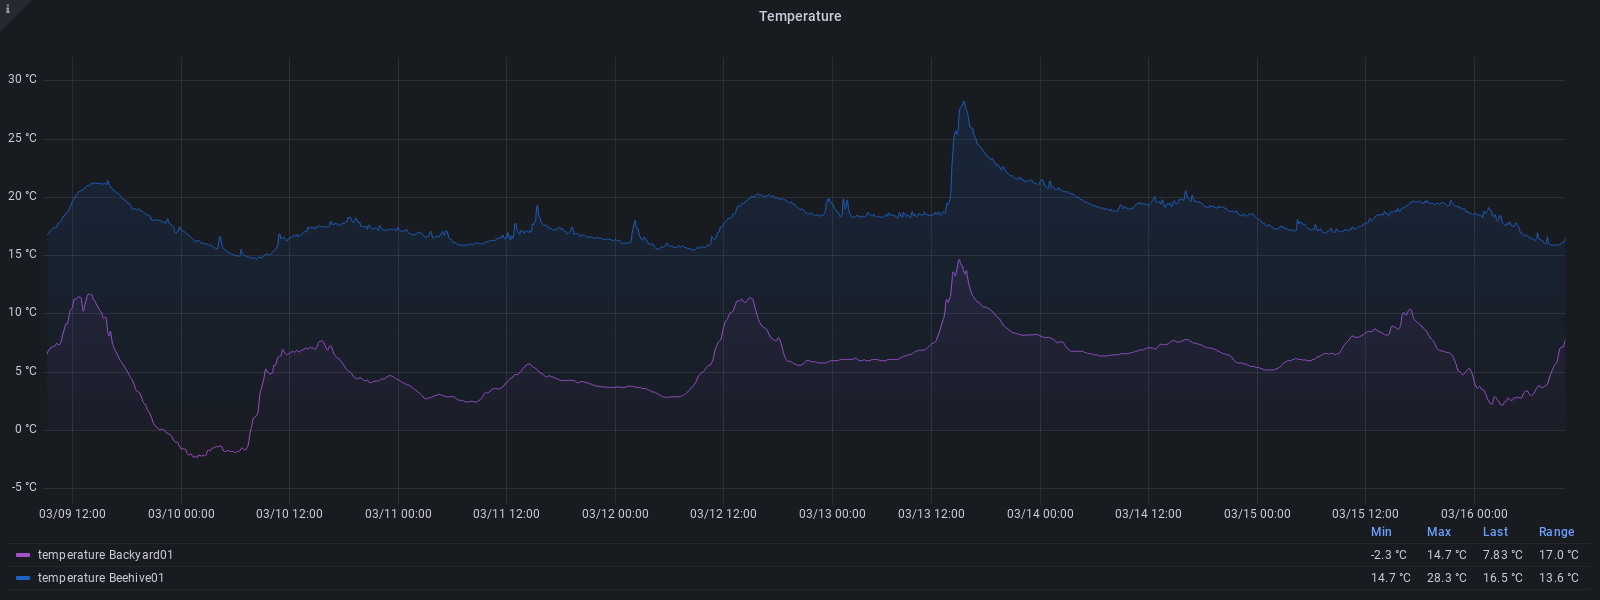 i
Temperature
30 °C
25 °C
20 °C
15 °C
10 °C
5 °C
0 °C
-5 °C
03/09 12:00 03/10 00:00 03/10 12:00 03/11 00:00 03/11 12:00 03/12 00:00 03/12 12:00 03/13 00:00 03/13 12:00 03/14 00:00 03/14 12:00 03/15 00:00 03/15 12:00 03/16 00:00
Min Max Last Range
temperature Backyard01 -2.3 °C 14.7 °C 7.83 °C 17.0 °C
temperature Beehive01 14.7 °C 28.3 °C 16.5 °C 13.6 °C